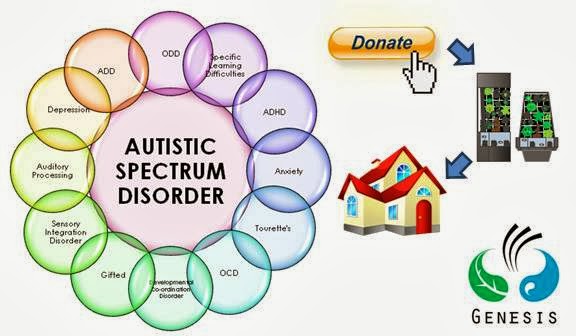 AUTISTIC
SPECTRUM
DISORDER
ODD
Specific
Learning
Difficulties
ADHD
Anxiety
Tourette's
OCD
Developmental
Co-ordination
Disorder
Gifted
Sensory
Integration
Disorder
Auditory
Processing
Depression
ADD
Donate
GENESIS